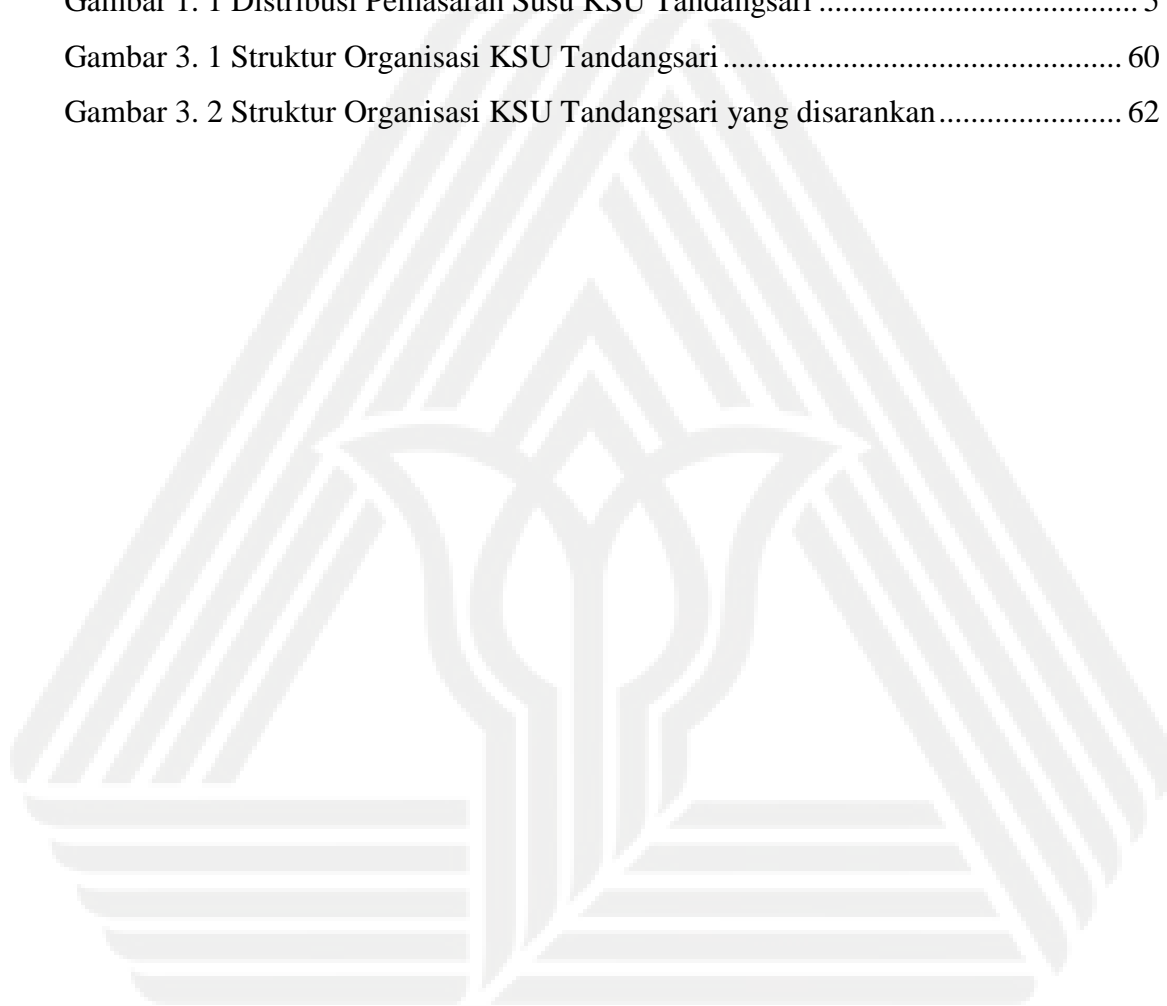 Gambar 1. 1 Distribusi Pemasaran Susu KSU Tandangsari ........................................ 5
Gambar 3. 1 Struktur Organisasi KSU Tandangsari .................................................. 60
Gambar 3. 2 Struktur Organisasi KSU Tandangsari yang disarankan ....................... 62